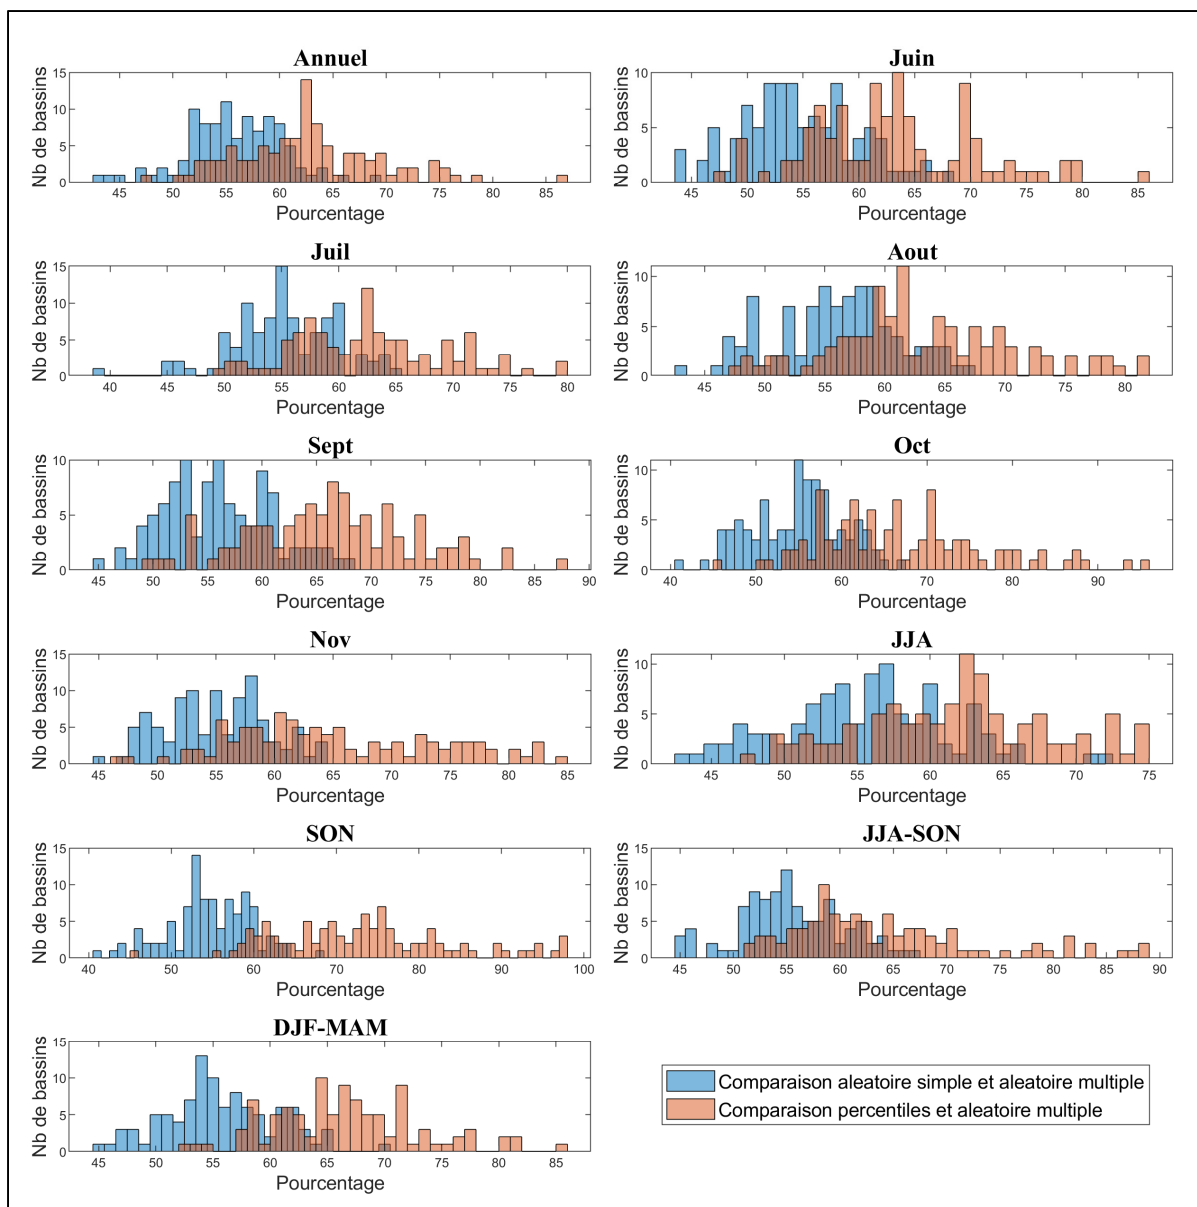 Annuel
Nb de bassins
15
10
5
0
45 50 55 60 65 70 75 80 85
Pourcentage
Juin
Nb de bassins
10
5
0
45 50 55 60 65 70 75 80 85
Pourcentage
Juil
Nb de bassins
15
10
5
0
40 45 50 55 60 65 70 75 80
Pourcentage
Aout
Nb de bassins
10
5
0
45 50 55 60 65 70 75 80
Pourcentage
Sept
Nb de bassins
10
5
0
45 50 55 60 65 70 75 80 85 90
Pourcentage
Oct
Nb de bassins
10
5
0
40 50 60 70 80 90
Pourcentage
Nov
Nb de bassins
15
10
5
0
45 50 55 60 65 70 75 80 85
Pourcentage
JJA
Nb de bassins
10
5
0
45 50 55 60 65 70 75
Pourcentage
SON
Nb de bassins
15
10
5
0
40 50 60 70 80 90 100
Pourcentage
JJA-SON
Nb de bassins
15
10
5
0
45 50 55 60 65 70 75 80 85 90
Pourcentage
DJF-MAM
Nb de bassins
15
10
5
0
45 50 55 60 65 70 75 80 85
Pourcentage
Comparaison aleatoire simple et aleatoire multiple
Comparaison percentiles et aleatoire multiple